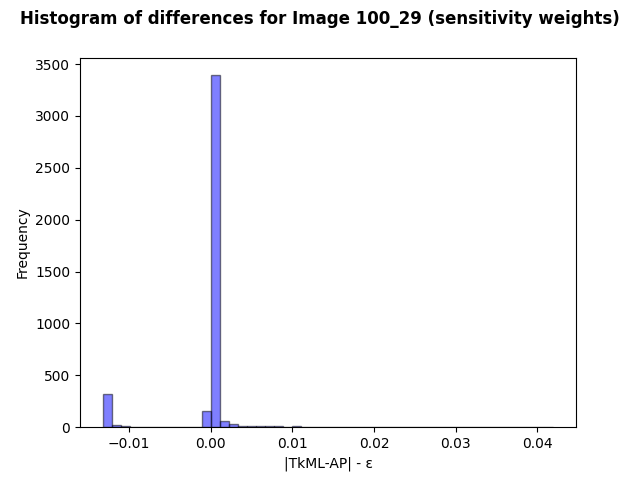 Histogram of differences for Image 100_29 (sensitivity weights)
3500
3000
2500
2000
1500
1000
500
0
Frequency
−0.01 0.00 0.01 0.02 0.03 0.04
|TkML-AP| - ε